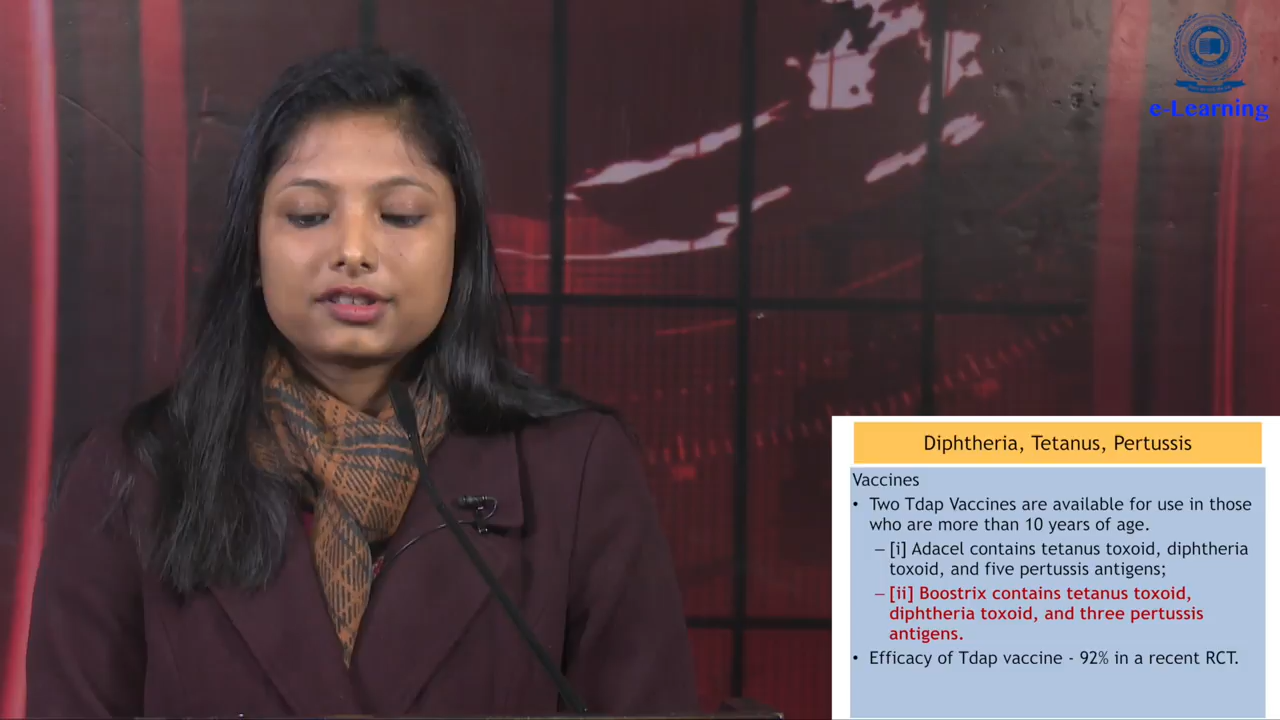 e-Learning
Diphtheria, Tetanus, Pertussis
Vaccines
• Two Tdap Vaccines are available for use in those
who are more than 10 years of age.
– [i] Adacel contains tetanus toxoid, diphtheria
toxoid, and five pertussis antigens;
– [ii] Boostrix contains tetanus toxoid,
diphtheria toxoid, and three pertussis
antigens.
• Efficacy of Tdap vaccine - 92% in a recent RCT.